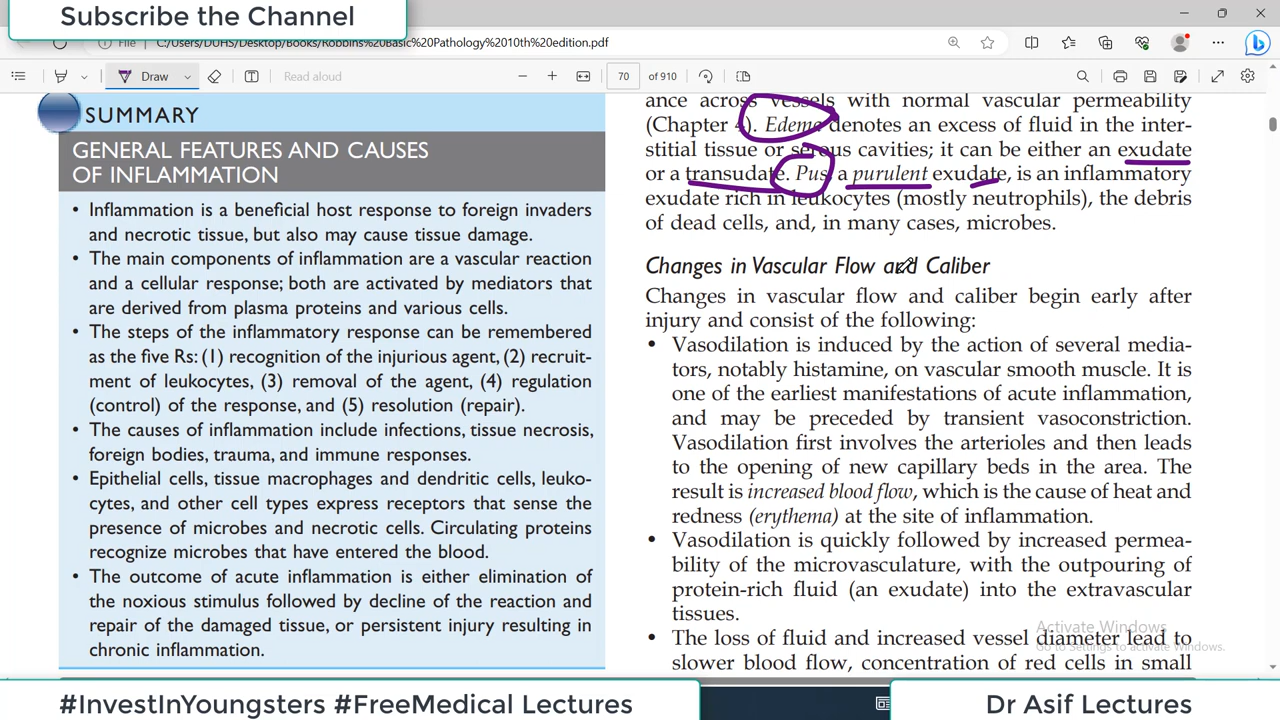 Subscribe the Channel
File
C:/Users/DUHS/Desktop/Books/Robbins%20Basic%20Pathology%2010th%20edition.pdf
Draw
Read aloud
70 of 910
SUMMARY
GENERAL FEATURES AND CAUSES
OF INFLAMMATION
• Inflammation is a beneficial host response to foreign invaders
and necrotic tissue, but also may cause tissue damage.
• The main components of inflammation are a vascular reaction
and a cellular response; both are activated by mediators that
are derived from plasma proteins and various cells.
• The steps of the inflammatory response can be remembered
as the five Rs: (1) recognition of the injurious agent, (2) recruit-
ment of leukocytes, (3) removal of the agent, (4) regulation
(control) of the response, and (5) resolution (repair).
• The causes of inflammation include infections, tissue necrosis,
foreign bodies, trauma, and immune responses.
• Epithelial cells, tissue macrophages and dendritic cells, leuko-
cytes, and other cell types express receptors that sense the
presence of microbes and necrotic cells. Circulating proteins
recognize microbes that have entered the blood.
• The outcome of acute inflammation is either elimination of
the noxious stimulus followed by decline of the reaction and
repair of the damaged tissue, or persistent injury resulting in
chronic inflammation.
ance across vessels with normal vascular permeability
(Chapter 4). Edema denotes an excess of fluid in the inter-
stitial tissue or serous cavities; it can be either an exudate
or a transudate. Pus, a purulent exudate, is an inflammatory
exudate rich in leukocytes (mostly neutrophils), the debris
of dead cells, and, in many cases, microbes.
Changes in Vascular Flow and Caliber
Changes in vascular flow and caliber begin early after
injury and consist of the following:
• Vasodilation is induced by the action of several media-
tors, notably histamine, on vascular smooth muscle. It is
one of the earliest manifestations of acute inflammation,
and may be preceded by transient vasoconstriction.
Vasodilation first involves the arterioles and then leads
to the opening of new capillary beds in the area. The
result is increased blood flow, which is the cause of heat and
redness (erythema) at the site of inflammation.
• Vasodilation is quickly followed by increased permea-
bility of the microvasculature, with the outpouring of
protein-rich fluid (an exudate) into the extravascular
tissues.
• The loss of fluid and increased vessel diameter lead to
slower blood flow, concentration of red cells in small
Activate Windows
Go to Settings to activate Windows.
#InvestInYoungsters #FreeMedical Lectures
Dr Asif Lectures